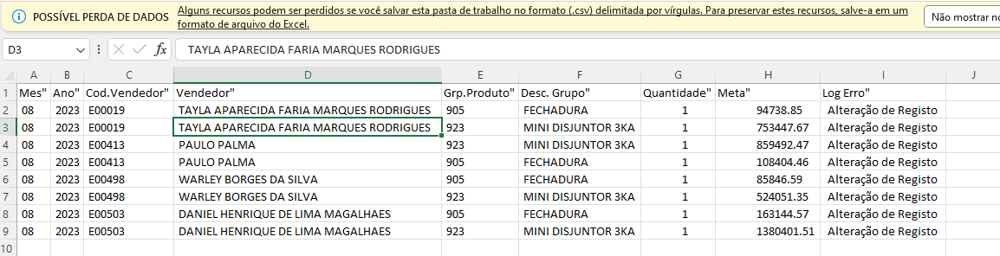 POSSÍVEL PERDA DE DADOS Alguns recursos podem ser perdidos se você salvar esta pasta de trabalho no formato (.csv) delimitada por vírgulas. Para preservar estes recursos, salve-a em um
formato de arquivo do Excel.
Não mostrar no
D3 fx TAYLA APARECIDA FARIA MARQUES RODRIGUES
A B C D E F G H I J
1 Mes" Ano" Cod.Vendedor" Vendedor" Grp.Produto" Desc. Grupo" Quantidade" Meta" Log Erro"
2 08 2023 E00019 TAYLA APARECIDA FARIA MARQUES RODRIGUES 905 FECHADURA 1 94738.85 Alteração de Registo
3 08 2023 E00019 TAYLA APARECIDA FARIA MARQUES RODRIGUES 923 MINI DISJUNTOR 3KA 1 753447.67 Alteração de Registo
4 08 2023 E00413 PAULO PALMA 923 MINI DISJUNTOR 3KA 1 859492.47 Alteração de Registo
5 08 2023 E00413 PAULO PALMA 905 FECHADURA 1 108404.46 Alteração de Registo
6 08 2023 E00498 WARLEY BORGES DA SILVA 905 FECHADURA 1 85846.59 Alteração de Registo
7 08 2023 E00498 WARLEY BORGES DA SILVA 923 MINI DISJUNTOR 3KA 1 524051.35 Alteração de Registo
8 08 2023 E00503 DANIEL HENRIQUE DE LIMA MAGALHAES 905 FECHADURA 1 163144.57 Alteração de Registo
9 08 2023 E00503 DANIEL HENRIQUE DE LIMA MAGALHAES 923 MINI DISJUNTOR 3KA 1 1380401.51 Alteração de Registo
10